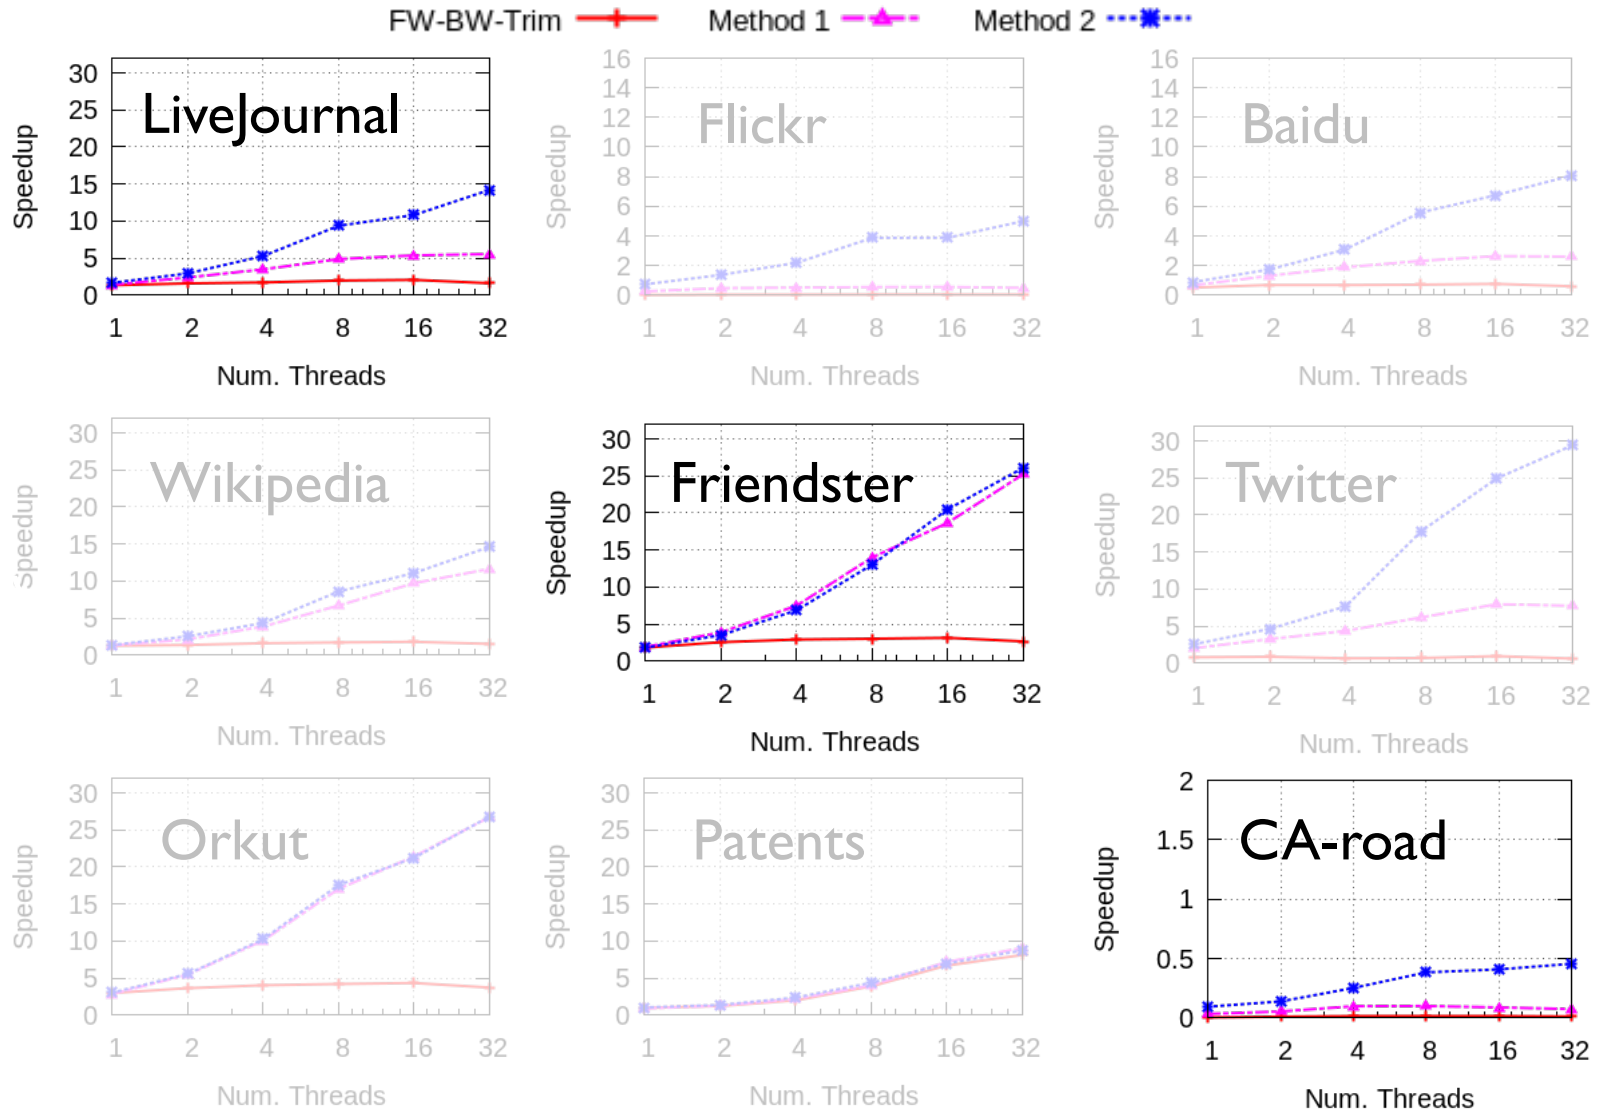 FW-BW-Trim Method 1 Method 2
30
25
20
15
10
5
0
Speedup
LiveJournal
1 2 4 8 16 32
Num. Threads
16
14
12
10
8
6
4
2
0
Speedup
Flickr
1 2 4 8 16 32
Num. Threads
16
14
12
10
8
6
4
2
0
Speedup
Baidu
1 2 4 8 16 32
Num. Threads
30
25
20
15
10
5
0
Speedup
Wikipedia
1 2 4 8 16 32
Num. Threads
30
25
20
15
10
5
0
Speedup
Friendster
1 2 4 8 16 32
Num. Threads
30
25
20
15
10
5
0
Speedup
Twitter
1 2 4 8 16 32
Num. Threads
30
25
20
15
10
5
0
Speedup
Orkut
1 2 4 8 16 32
Num. Threads
30
25
20
15
10
5
0
Speedup
Patents
1 2 4 8 16 32
Num. Threads
2
1.5
1
0.5
0
Speedup
CA-road
1 2 4 8 16 32
Num. Threads